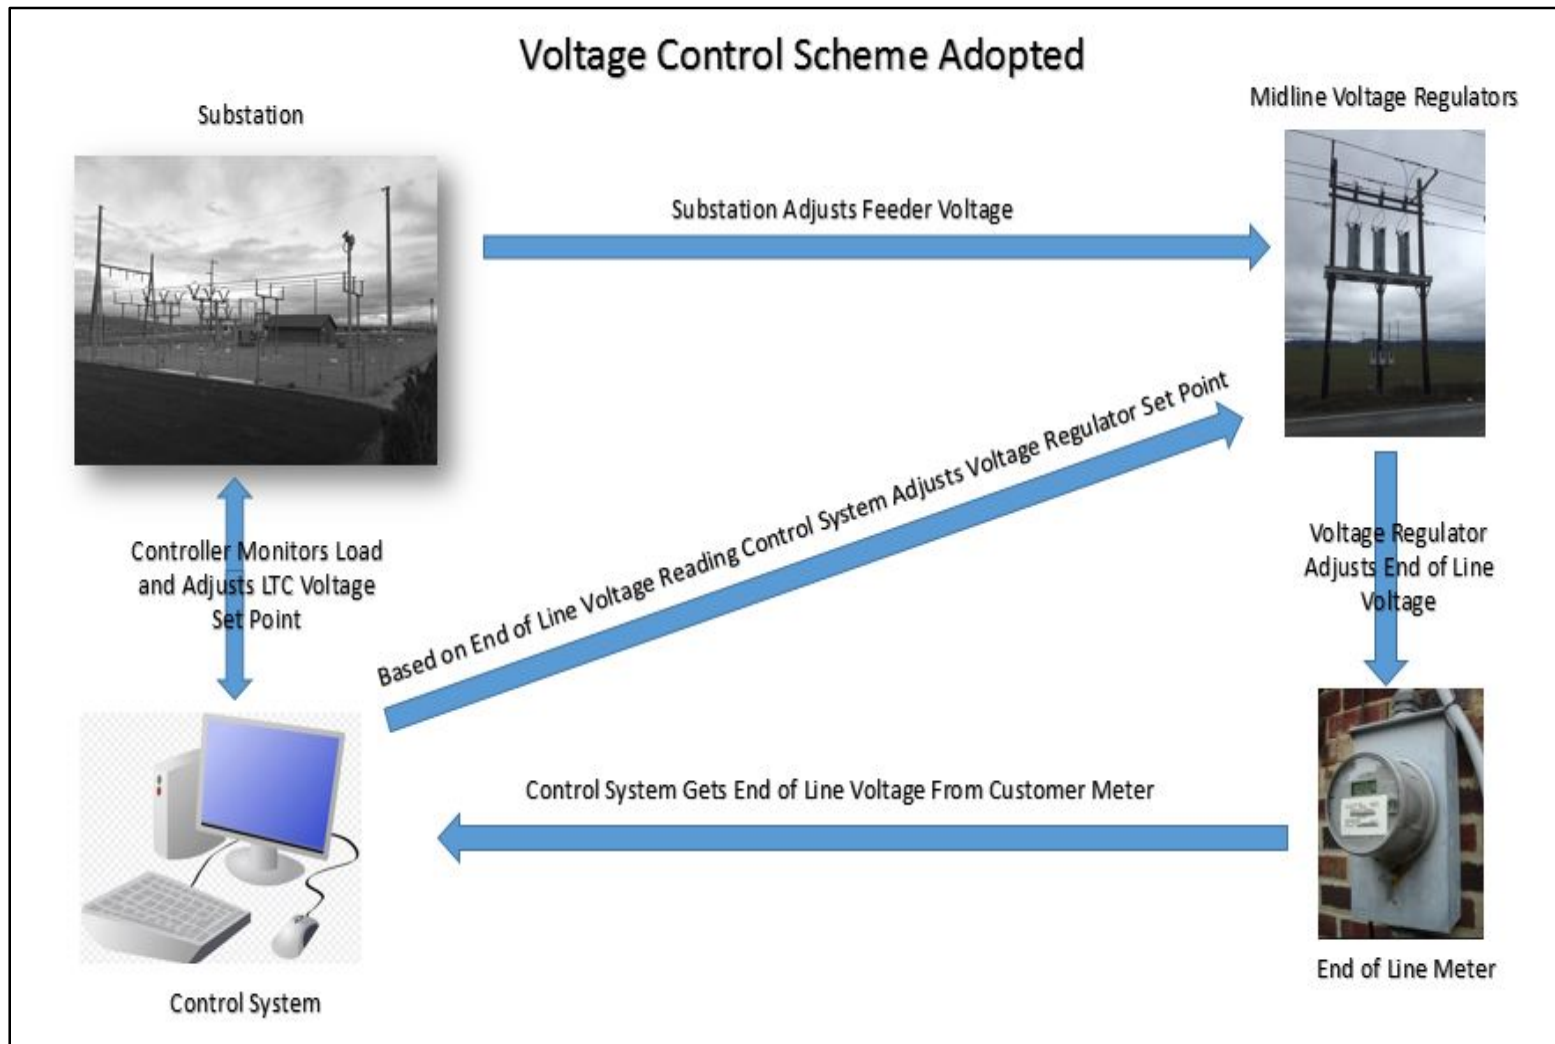 Voltage Control Scheme Adopted
Substation
Midline Voltage Regulators
Substation Adjusts Feeder Voltage
Based on End of Line Voltage Reading Control System Adjusts Voltage Regulator Set Point
Controller Monitors Load
and Adjusts LTC Voltage
Set Point
Voltage Regulator
Adjusts End of Line
Voltage
Control System Gets End of Line Voltage From Customer Meter
End of Line Meter
Control System